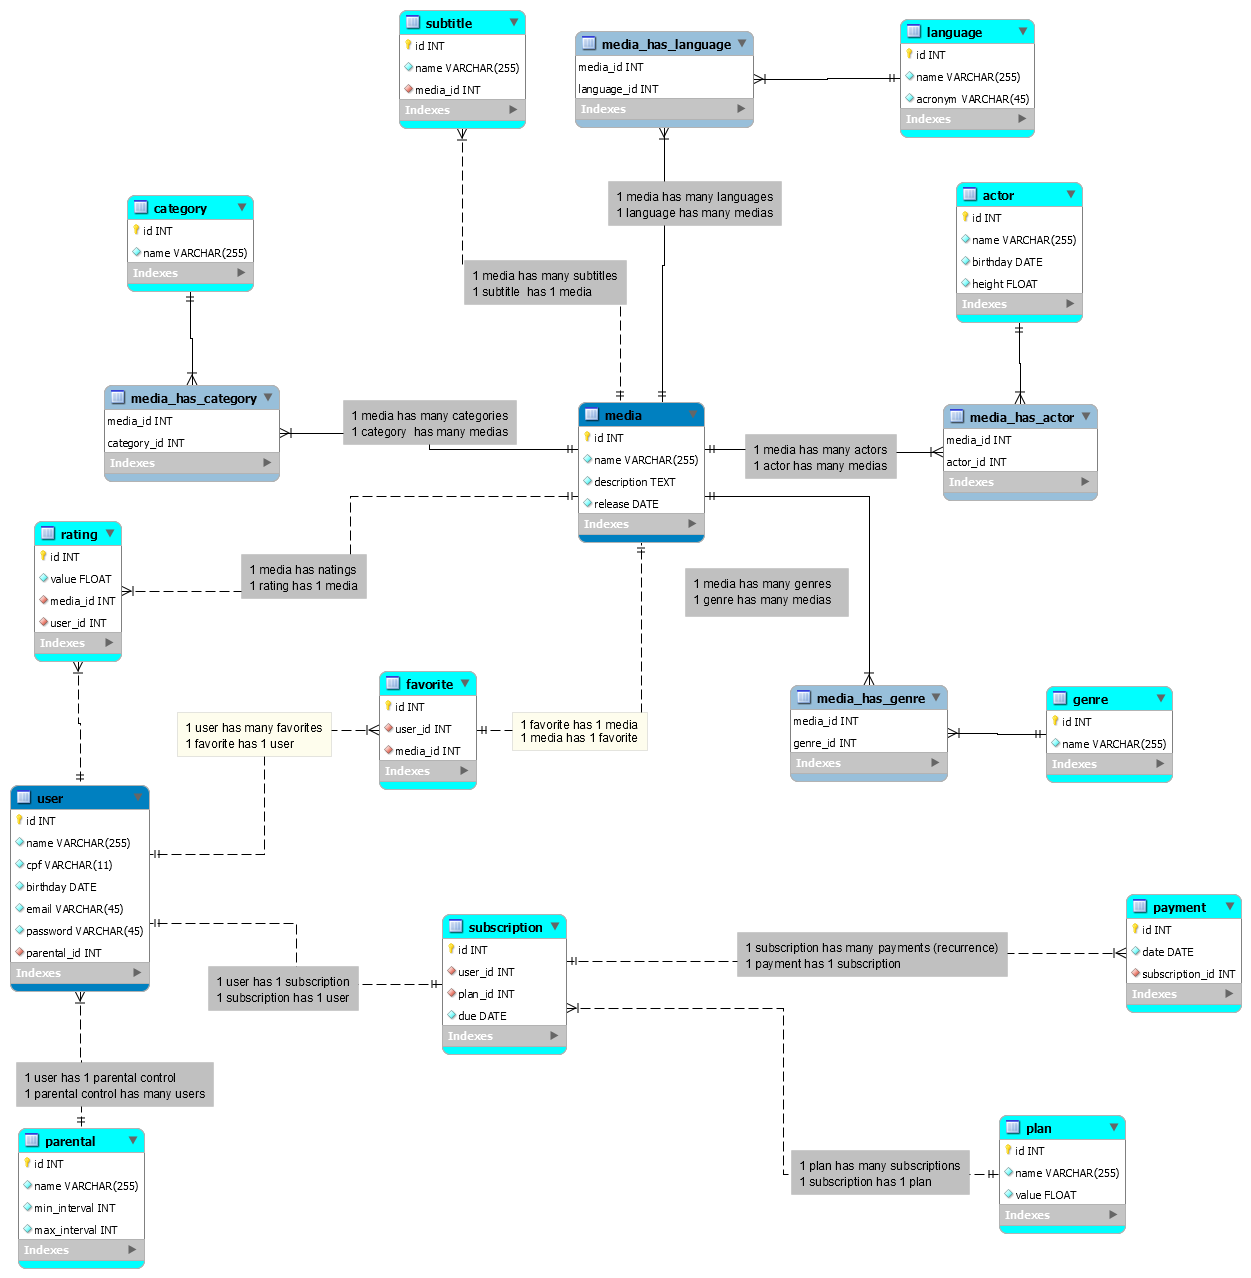 subtitle
id INT
name VARCHAR(255)
media_id INT
Indexes
media_has_language
media_id INT
language_id INT
Indexes
language
id INT
name VARCHAR(255)
acronym VARCHAR(45)
Indexes
1 media has many languages
1 language has many medias
category
id INT
name VARCHAR(255)
Indexes
actor
id INT
name VARCHAR(255)
birthday DATE
height FLOAT
Indexes
1 media has many subtitles
1 subtitle has 1 media
media_has_category
media_id INT
category_id INT
Indexes
1 media has many categories
1 category has many medias
media
id INT
name VARCHAR(255)
description TEXT
release DATE
Indexes
1 media has many actors
1 actor has many medias
media_has_actor
media_id INT
actor_id INT
Indexes
rating
id INT
value FLOAT
media_id INT
user_id INT
Indexes
1 media has natings
1 rating has 1 media
1 media has many genres
1 genre has many medias
favorite
id INT
user_id INT
media_id INT
Indexes
1 user has many favorites
1 favorite has 1 user
1 favorite has 1 media
1 media has 1 favorite
media_has_genre
media_id INT
genre_id INT
Indexes
genre
id INT
name VARCHAR(255)
Indexes
user
id INT
name VARCHAR(255)
cpf VARCHAR(11)
birthday DATE
email VARCHAR(45)
password VARCHAR(45)
parental_id INT
Indexes
1 user has 1 subscription
1 subscription has 1 user
subscription
id INT
user_id INT
plan_id INT
due DATE
Indexes
1 subscription has many payments (recurrence)
1 payment has 1 subscription
payment
id INT
date DATE
subscription_id INT
Indexes
1 user has 1 parental control
1 parental control has many users
parental
id INT
name VARCHAR(255)
min_interval INT
max_interval INT
Indexes
1 plan has many subscriptions
1 subscription has 1 plan
plan
id INT
name VARCHAR(255)
value FLOAT
Indexes